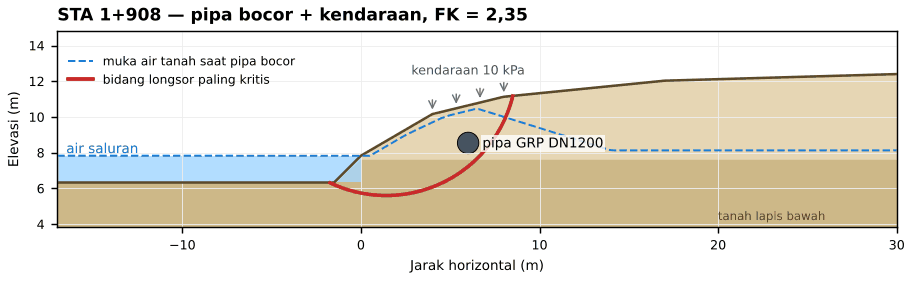 STA 1+908 — pipa bocor + kendaraan, FK = 2,35
muka air tanah saat pipa bocor
bidang longsor paling kritis
kendaraan 10 kPa
air saluran
pipa GRP DN1200
tanah lapis bawah
Elevasi (m)
14
12
10
8
6
4
−10
0
10
20
30
Jarak horizontal (m)